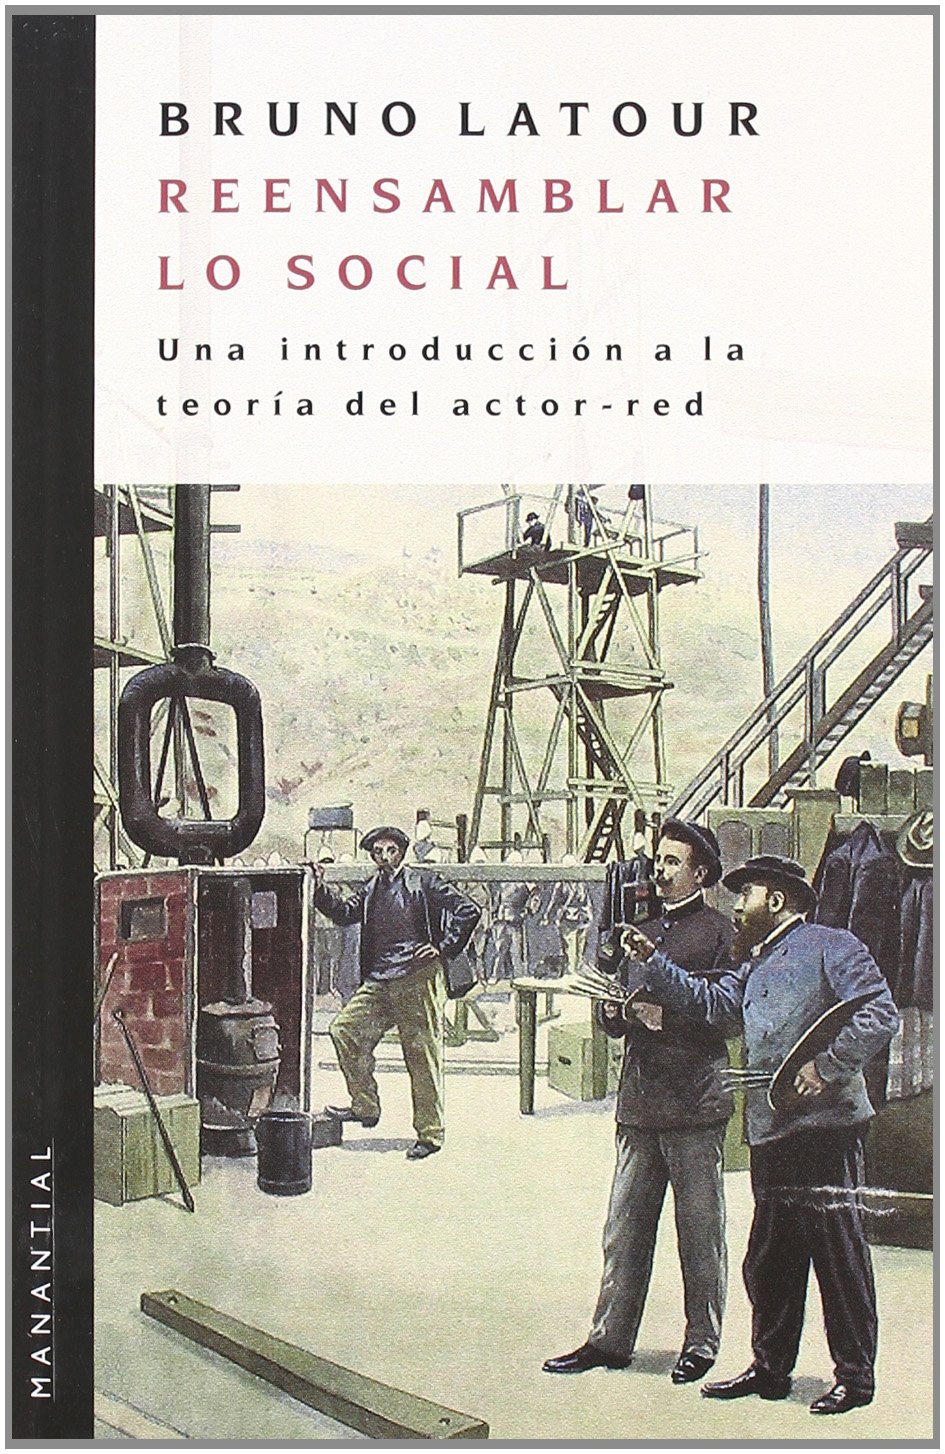 BRUNO LATOUR
REENSAMBLAR
LO SOCIAL
Una introducción a la
teoría del actor-red
MANANTIAL